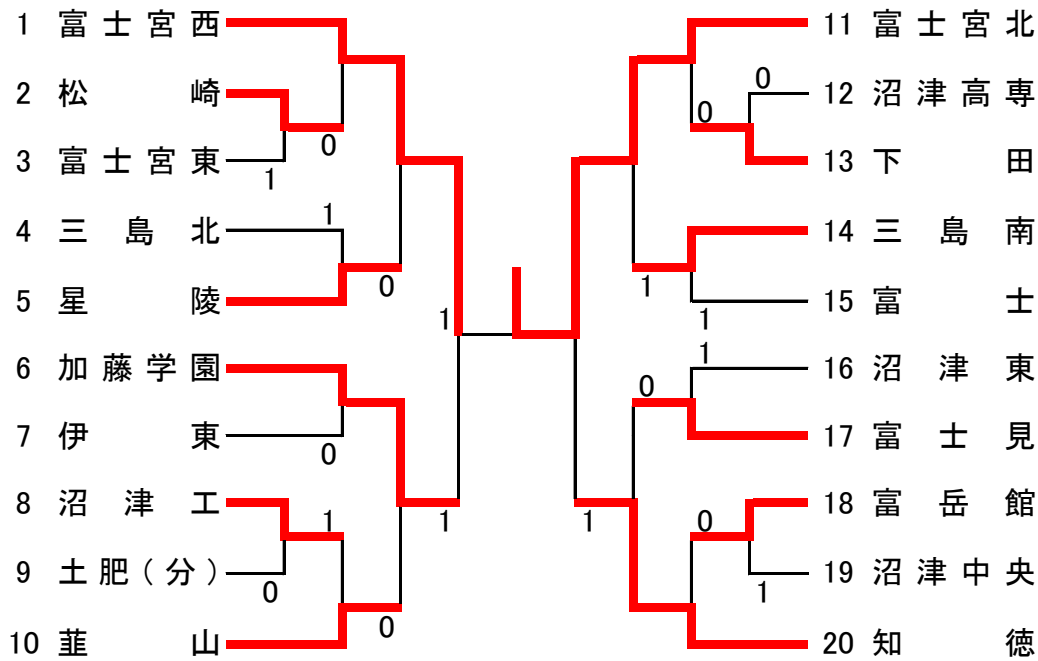 1 富士宮西
2 松崎
0
3 富士宮東
1
4 三島北
1
5 星陵
0
1
6 加藤学園
7 伊東
0
8 沼津工
1
1
9 土肥(分)
0
10 韮山
0
11 富士宮北
0
12 沼津高専
0
13 下田
14 三島南
1
15 富士
1
1
16 沼津東
0
17 富士見
18 富岳館
0
1
19 沼津中央
1
20 知徳